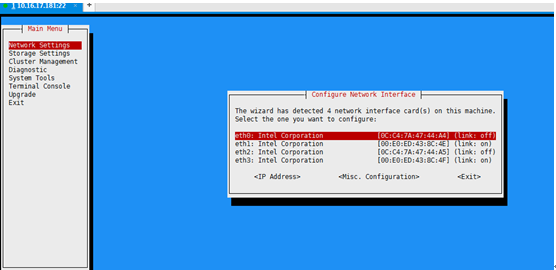 1 10.16.17.181:22 × +
Main Menu
Network Settings
Storage Settings
Cluster Management
Diagnostic
System Tools
Terminal Console
Upgrade
Exit
Configure Network Interface
The wizard has detected 4 network interface card(s) on this machine.
Select the one you want to configure:
eth0: Intel Corporation [0C:C4:7A:47:44:A4] (link: off)
eth1: Intel Corporation [00:E0:ED:43:8C:4E] (link: on)
eth2: Intel Corporation [0C:C4:7A:47:44:A5] (link: off)
eth3: Intel Corporation [00:E0:ED:43:8C:4F] (link: on)
<IP Address> <Misc. Configuration> <Exit>